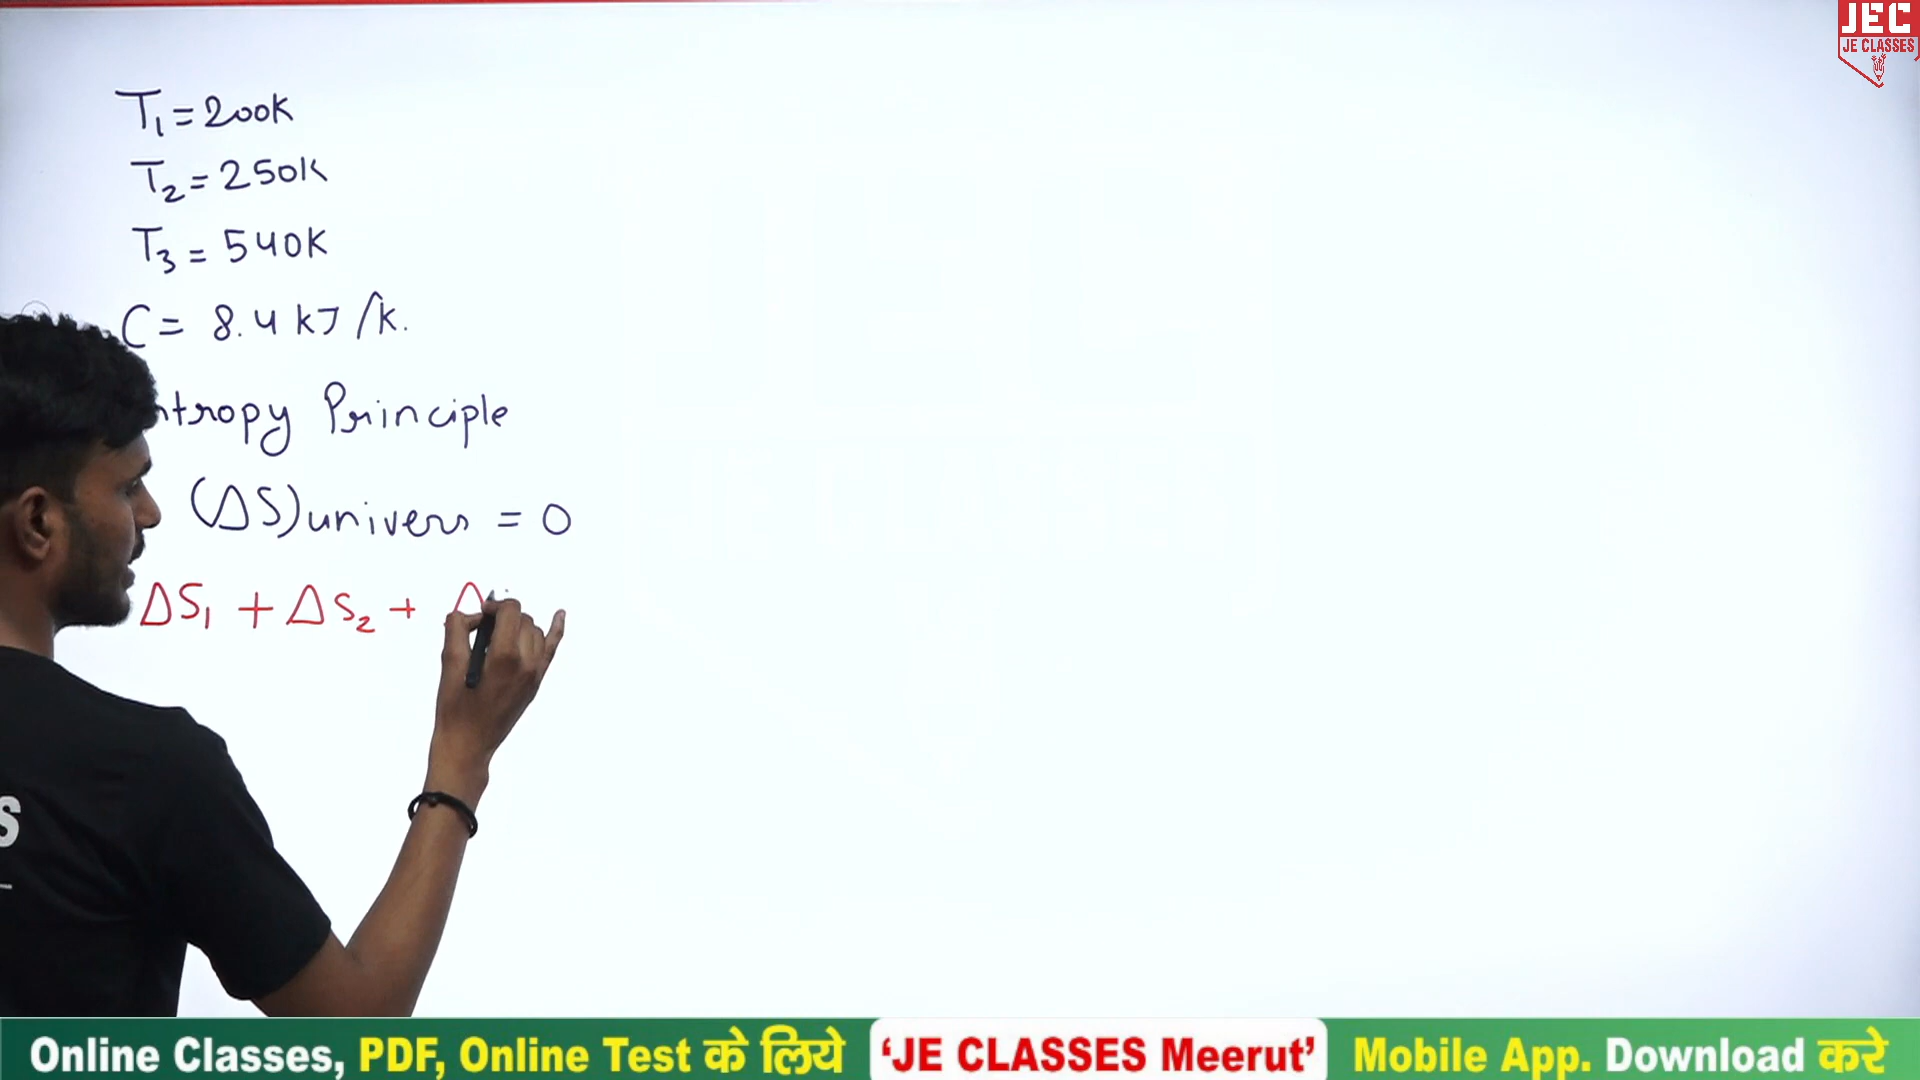 JEC
JE CLASSES
T₁ = 200K
T₂ = 250K
T₃ = 540K
C = 8.4 kJ/k.
ntropy Principle
(ΔS)univers = 0
ΔS₁ + ΔS₂ + Δ
S
Online Classes, PDF, Online Test के लिये 'JE CLASSES Meerut' Mobile App. Download करे